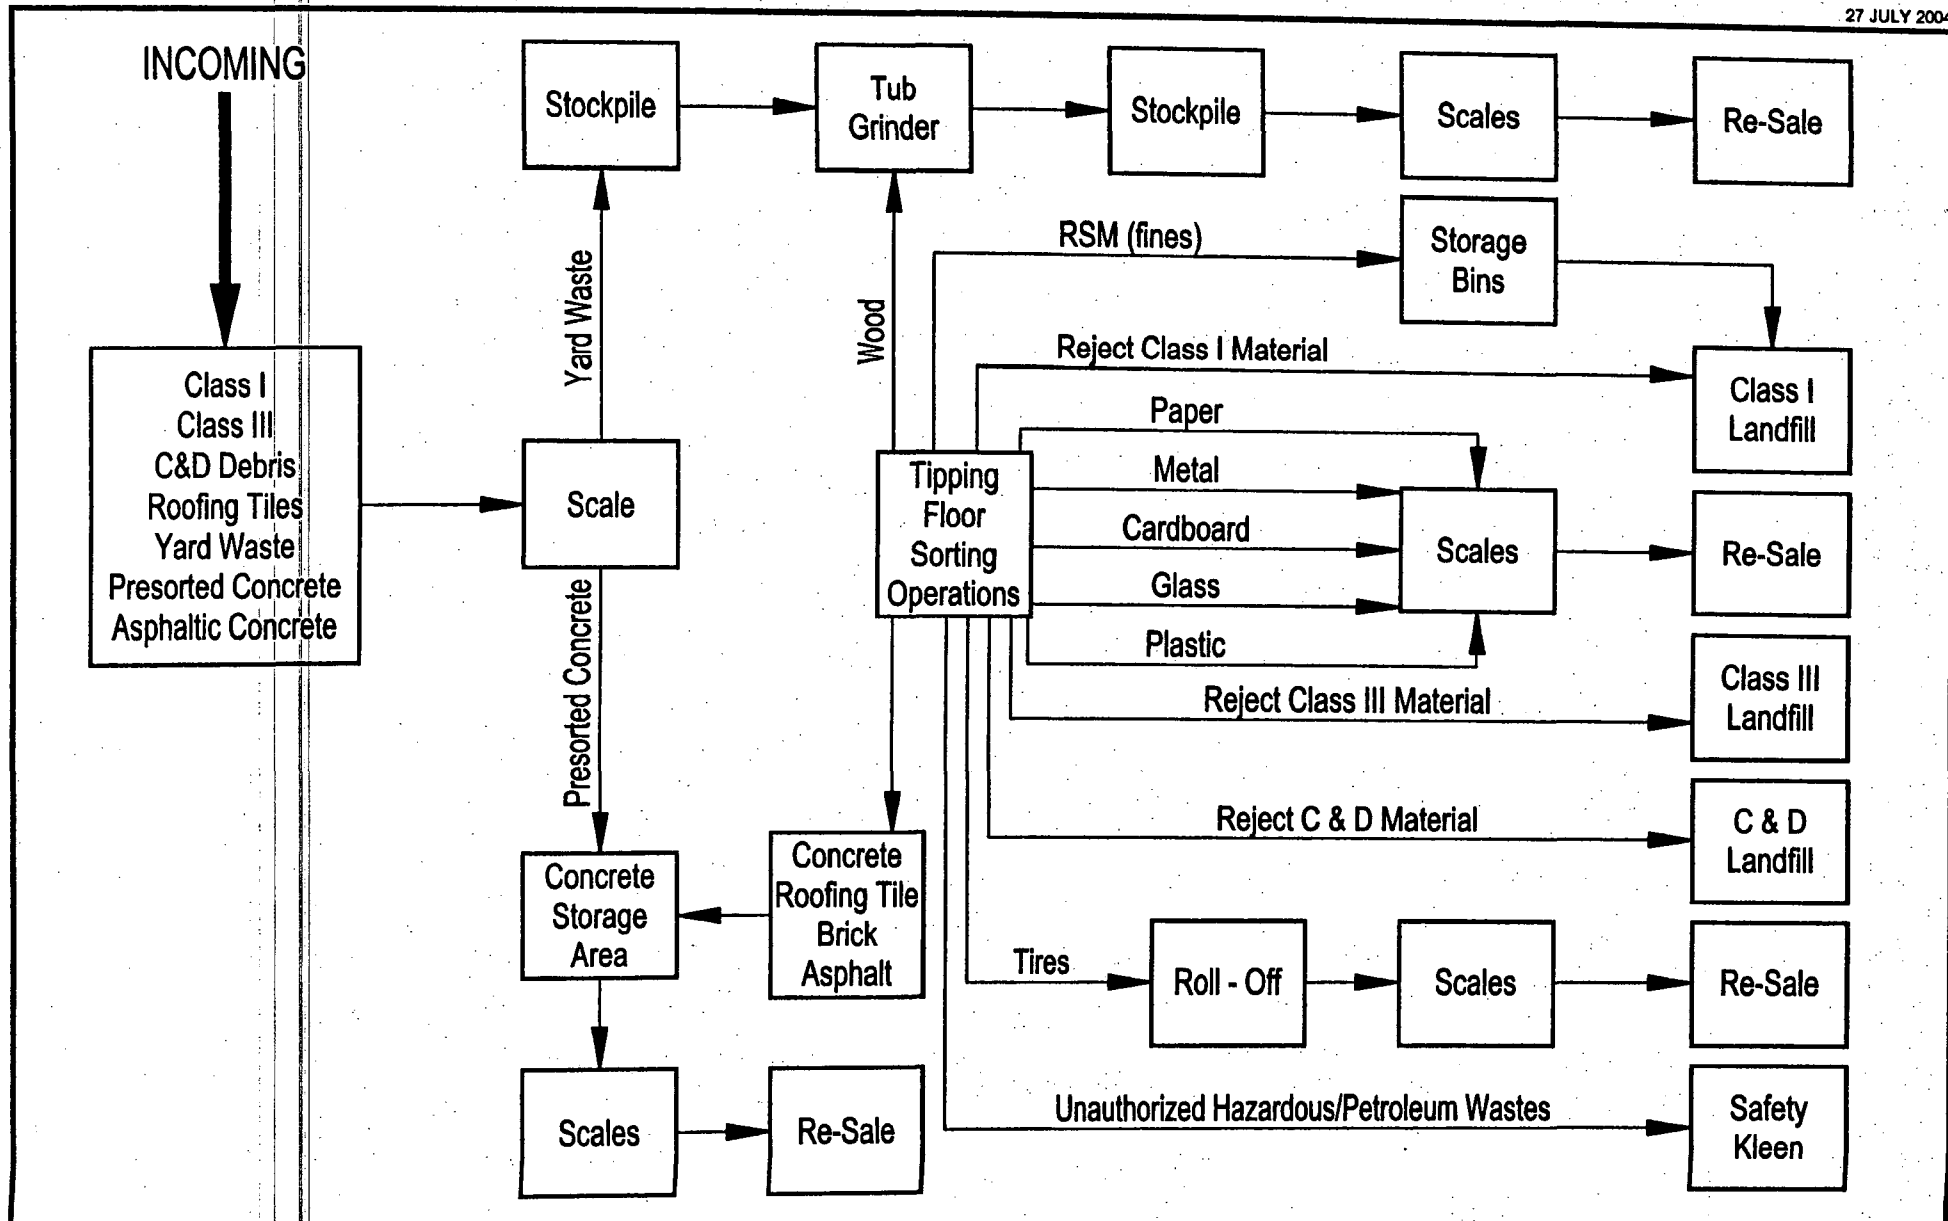 27 JULY 2004
INCOMING
Class I
Class III
C&D Debris
Roofing Tiles
Yard Waste
Presorted Concrete
Asphaltic Concrete
Scale
Yard Waste
Stockpile
Tub
Grinder
Stockpile
Scales
Re-Sale
Wood
RSM (fines)
Storage
Bins
Reject Class I Material
Class I
Landfill
Tipping
Floor
Sorting
Operations
Paper
Metal
Cardboard
Glass
Plastic
Scales
Re-Sale
Reject Class III Material
Class III
Landfill
Reject C & D Material
C & D
Landfill
Tires
Roll - Off
Scales
Re-Sale
Unauthorized Hazardous/Petroleum Wastes
Safety
Kleen
Presorted Concrete
Concrete
Storage
Area
Concrete
Roofing Tile
Brick
Asphalt
Scales
Re-Sale